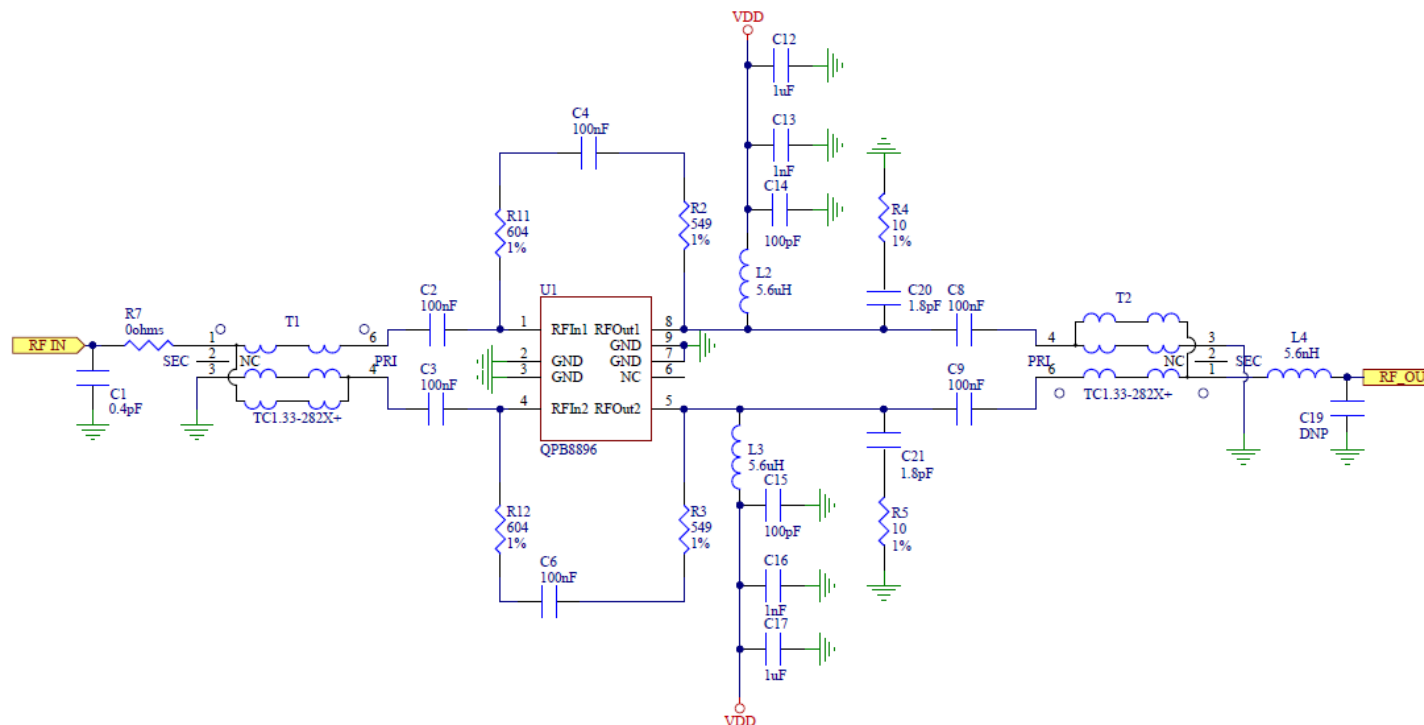 VDD
C12
1uF
C4
100nF
C13
1nF
C14
100pF
R11
604
1%
R2
549
1%
R4
10
1%
L2
5.6uH
C20
1.8pF
C8
100nF
C2
100nF
U1
T2
R7
0ohms
T1
RF IN
1
2
3
SEC
NC
6
4
PRI
1
2
3
4
RFIn1
GND
GND
RFIn2
RFOut1
GND
GND
NC
RFOut2
8
9
7
6
5
QPB8896
4
6
PRI
NC
3
2
1
SEC
L4
5.6nH
RF_OU
C1
0.4pF
TC1.33-282X+
C3
100nF
C9
100nF
TC1.33-282X+
C19
DNP
L3
5.6uH
C21
1.8pF
C15
100pF
R12
604
1%
R3
549
1%
R5
10
1%
C6
100nF
C16
1nF
C17
1uF
VDD